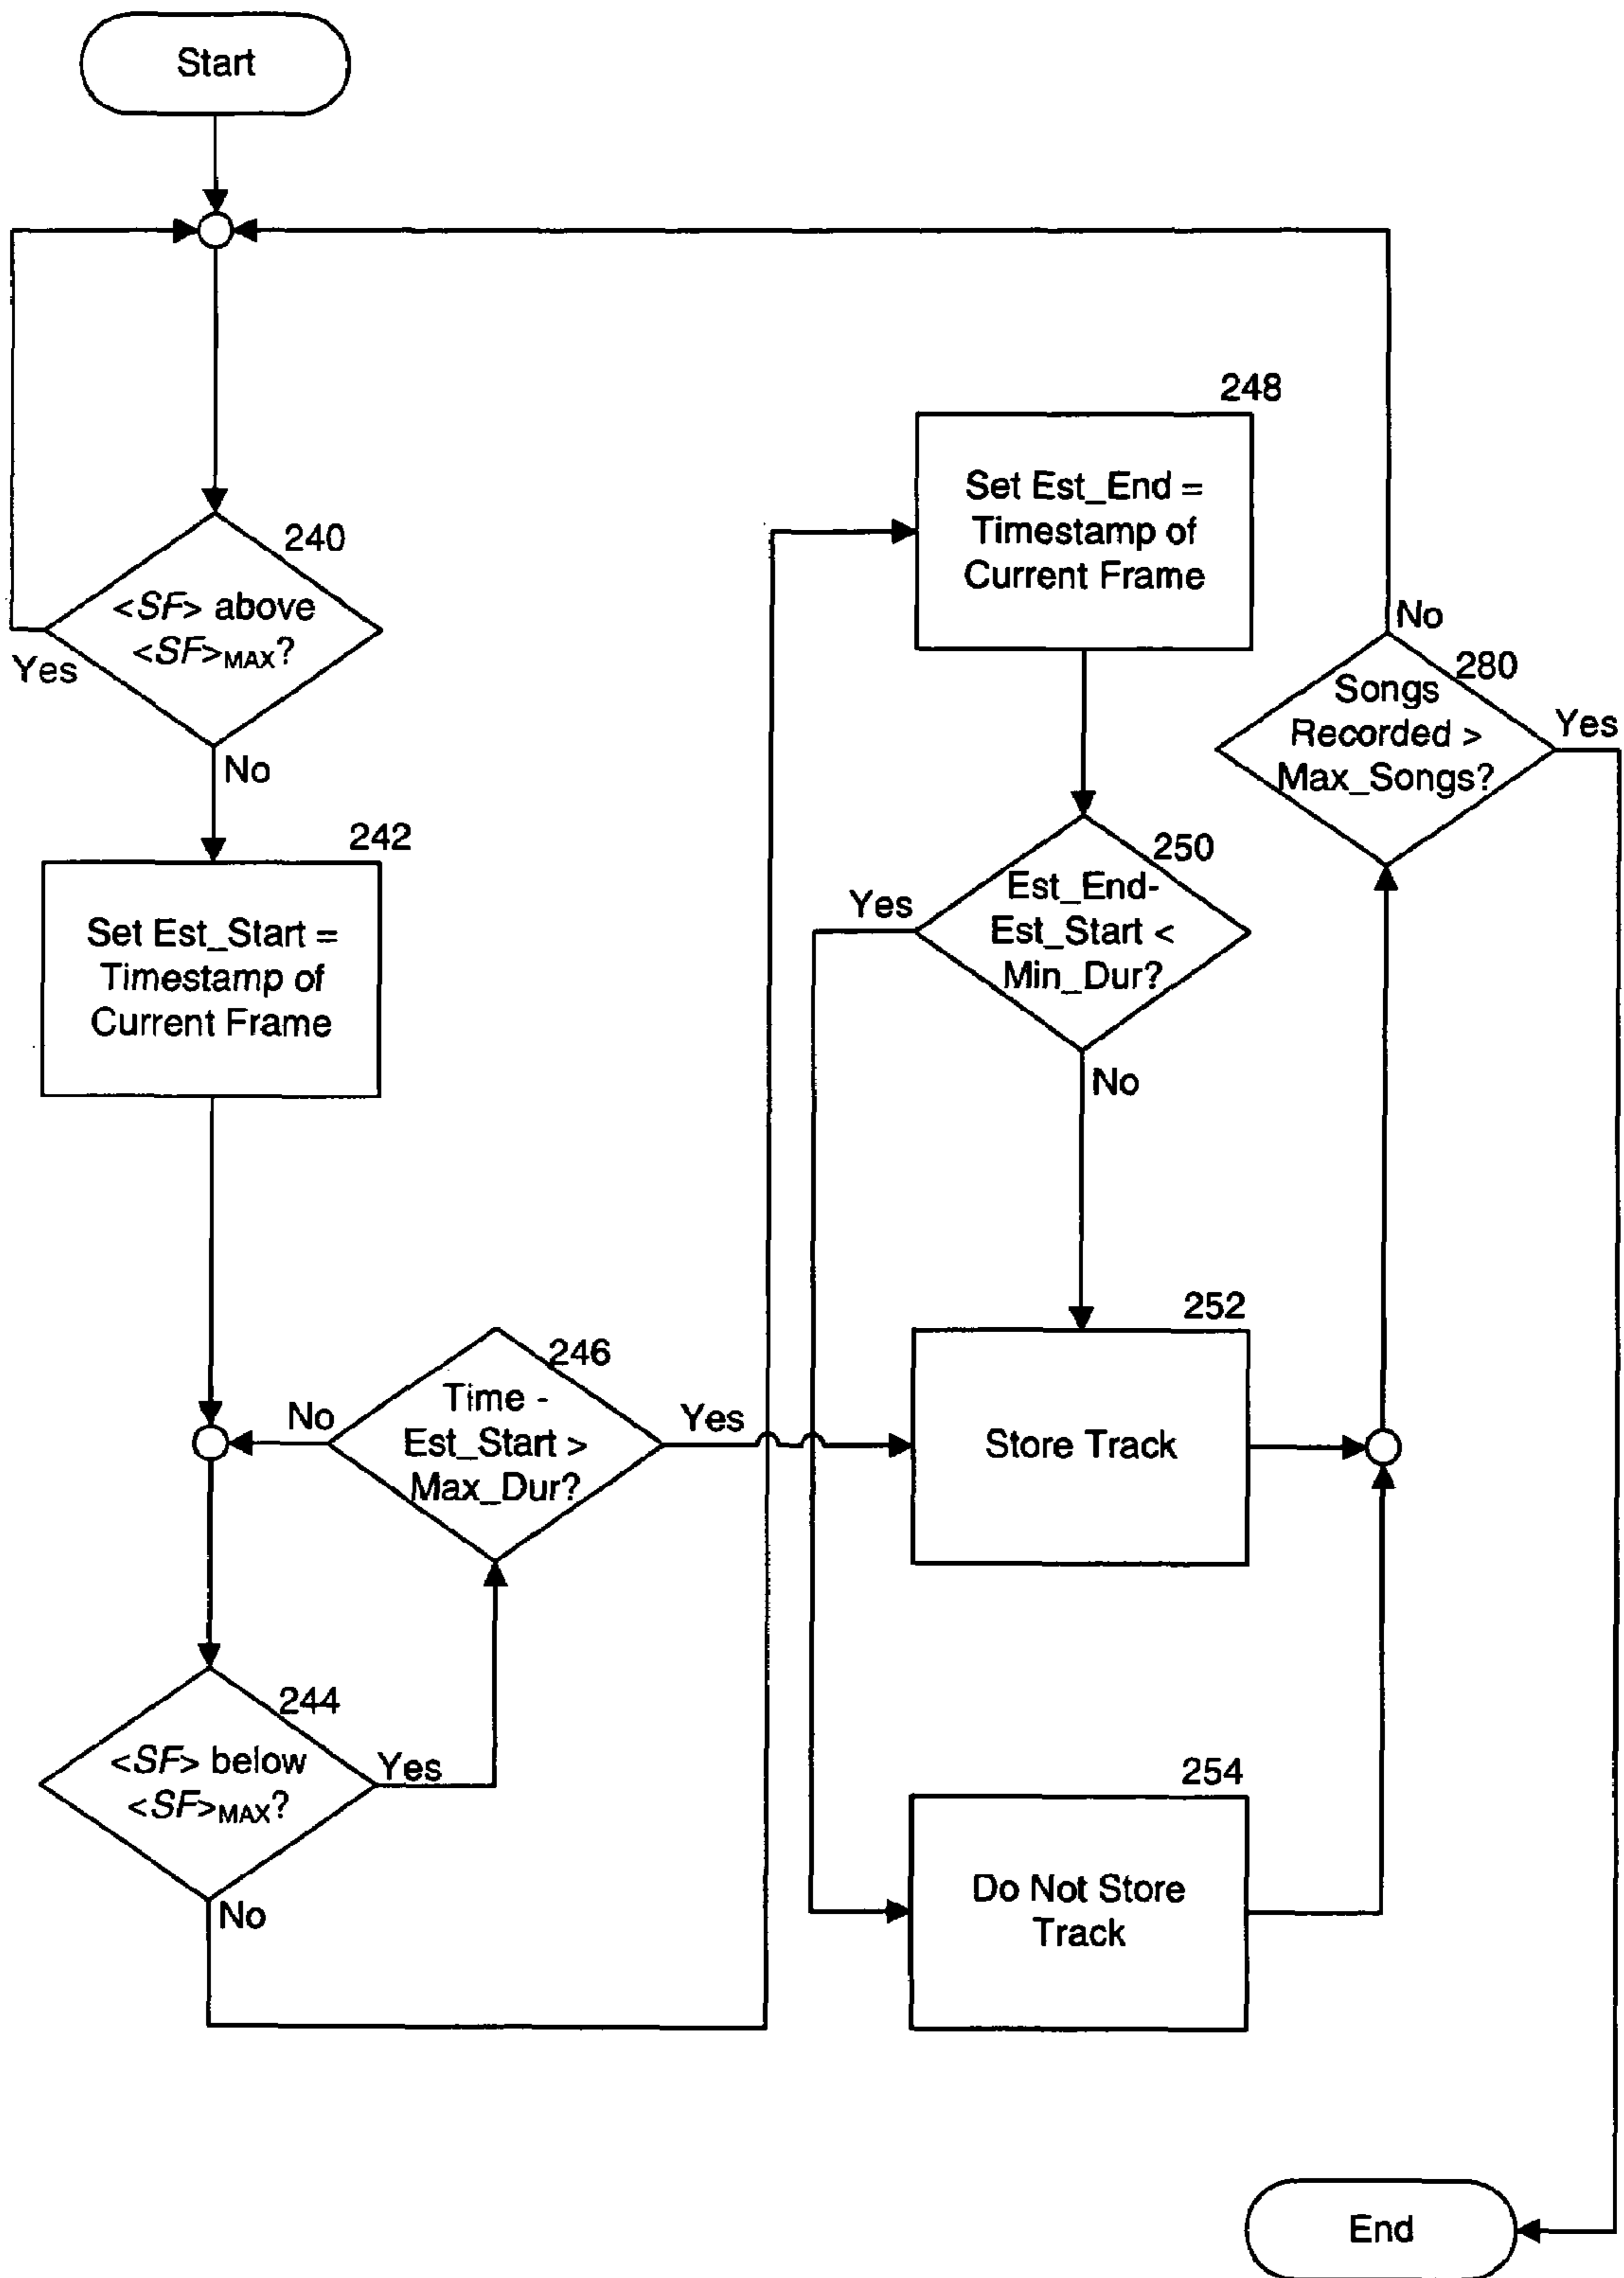 Start
240
<SF> above
<SF>MAX?
Yes
No
242
Set Est_Start =
Timestamp of
Current Frame
246
Time -
Est_Start >
Max_Dur?
No
Yes
244
<SF> below
<SF>MAX?
Yes
No
248
Set Est_End =
Timestamp of
Current Frame
250
Est_End-
Est_Start <
Min_Dur?
Yes
No
252
Store Track
254
Do Not Store
Track
No
280
Songs
Recorded >
Max_Songs?
Yes
End